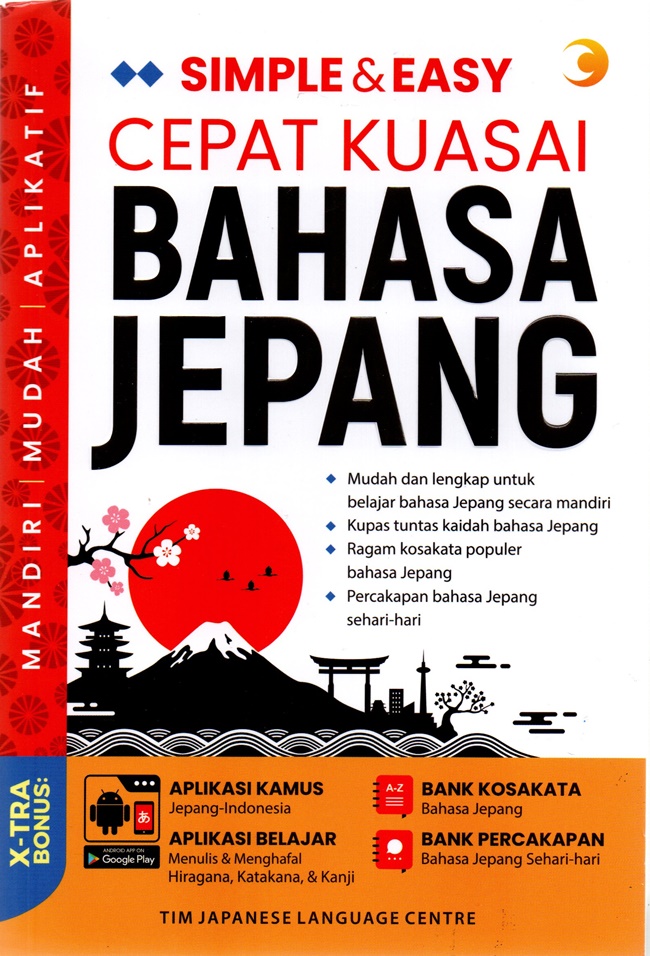 SIMPLE & EASY
CEPAT KUASAI
BAHASA
JEPANG
MANDIRI | MUDAH | APLIKATIF
Mudah dan lengkap untuk
belajar bahasa Jepang secara mandiri
Kupas tuntas kaidah bahasa Jepang
Ragam kosakata populer
bahasa Jepang
Percakapan bahasa Jepang
sehari-hari
X-TRA
BONUS:
APLIKASI KAMUS
Jepang-Indonesia
あ
ANDROID APP ON
Google Play
APLIKASI BELAJAR
Menulis & Menghafal
Hiragana, Katakana, & Kanji
A-Z
BANK KOSAKATA
Bahasa Jepang
BANK PERCAKAPAN
Bahasa Jepang Sehari-hari
TIM JAPANESE LANGUAGE CENTRE